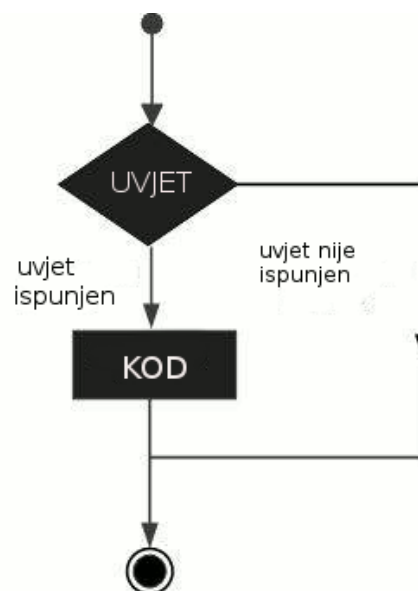 UVJET
uvjet
ispunjen
uvjet nije
ispunjen
KOD